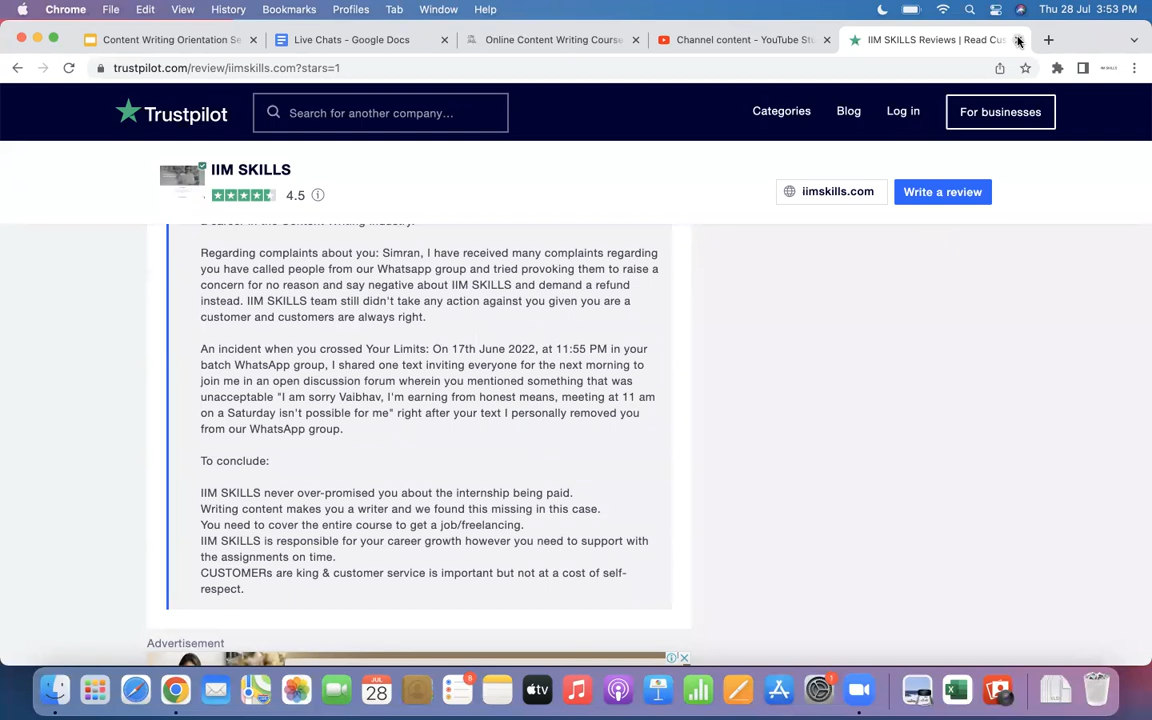 Chrome File Edit View History Bookmarks Profiles Tab Window Help Thu 28 Jul 3:53 PM
Content Writing Orientation Se Live Chats - Google Docs Online Content Writing Course Channel content - YouTube Stu IIM SKILLS Reviews | Read Cus
trustpilot.com/review/iimskills.com?stars=1
Trustpilot Search for another company... Categories Blog Log in For businesses
IIM SKILLS
4.5
iimskills.com Write a review
a career in the Content Writing Industry.
Regarding complaints about you: Simran, I have received many complaints regarding
you have called people from our Whatsapp group and tried provoking them to raise a
concern for no reason and say negative about IIM SKILLS and demand a refund
instead. IIM SKILLS team still didn't take any action against you given you are a
customer and customers are always right.
An incident when you crossed Your Limits: On 17th June 2022, at 11:55 PM in your
batch WhatsApp group, I shared one text inviting everyone for the next morning to
join me in an open discussion forum wherein you mentioned something that was
unacceptable "I am sorry Vaibhav, I'm earning from honest means, meeting at 11 am
on a Saturday isn't possible for me" right after your text I personally removed you
from our WhatsApp group.
To conclude:
IIM SKILLS never over-promised you about the internship being paid.
Writing content makes you a writer and we found this missing in this case.
You need to cover the entire course to get a job/freelancing.
IIM SKILLS is responsible for your career growth however you need to support with
the assignments on time.
CUSTOMERs are king & customer service is important but not at a cost of self-
respect.
Advertisement
JUL
28
8
tv
1